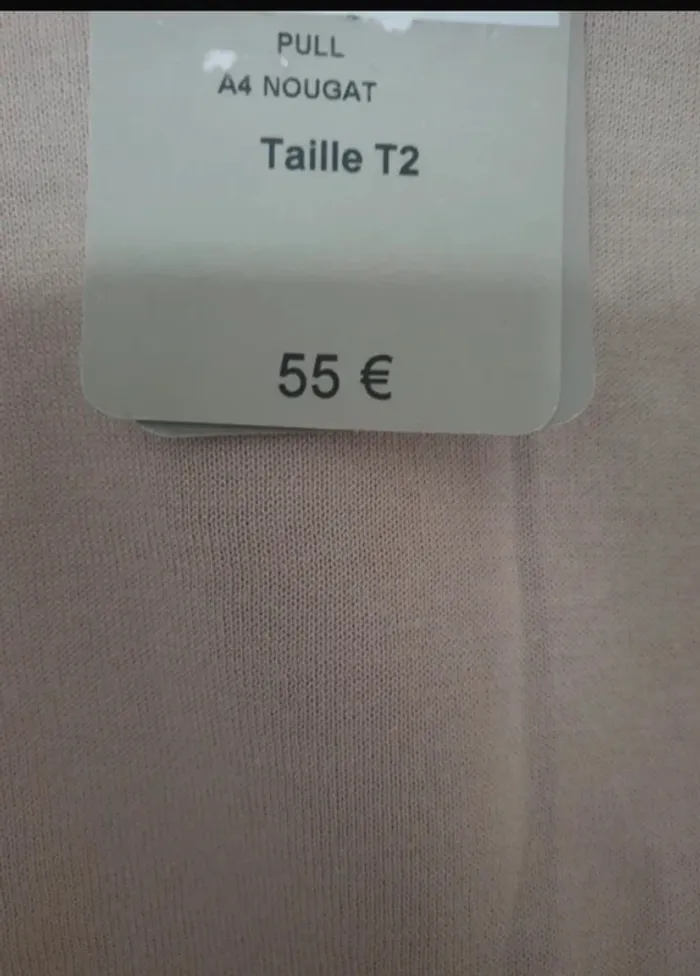 PULL
A4 NOUGAT
Taille T2
55 €